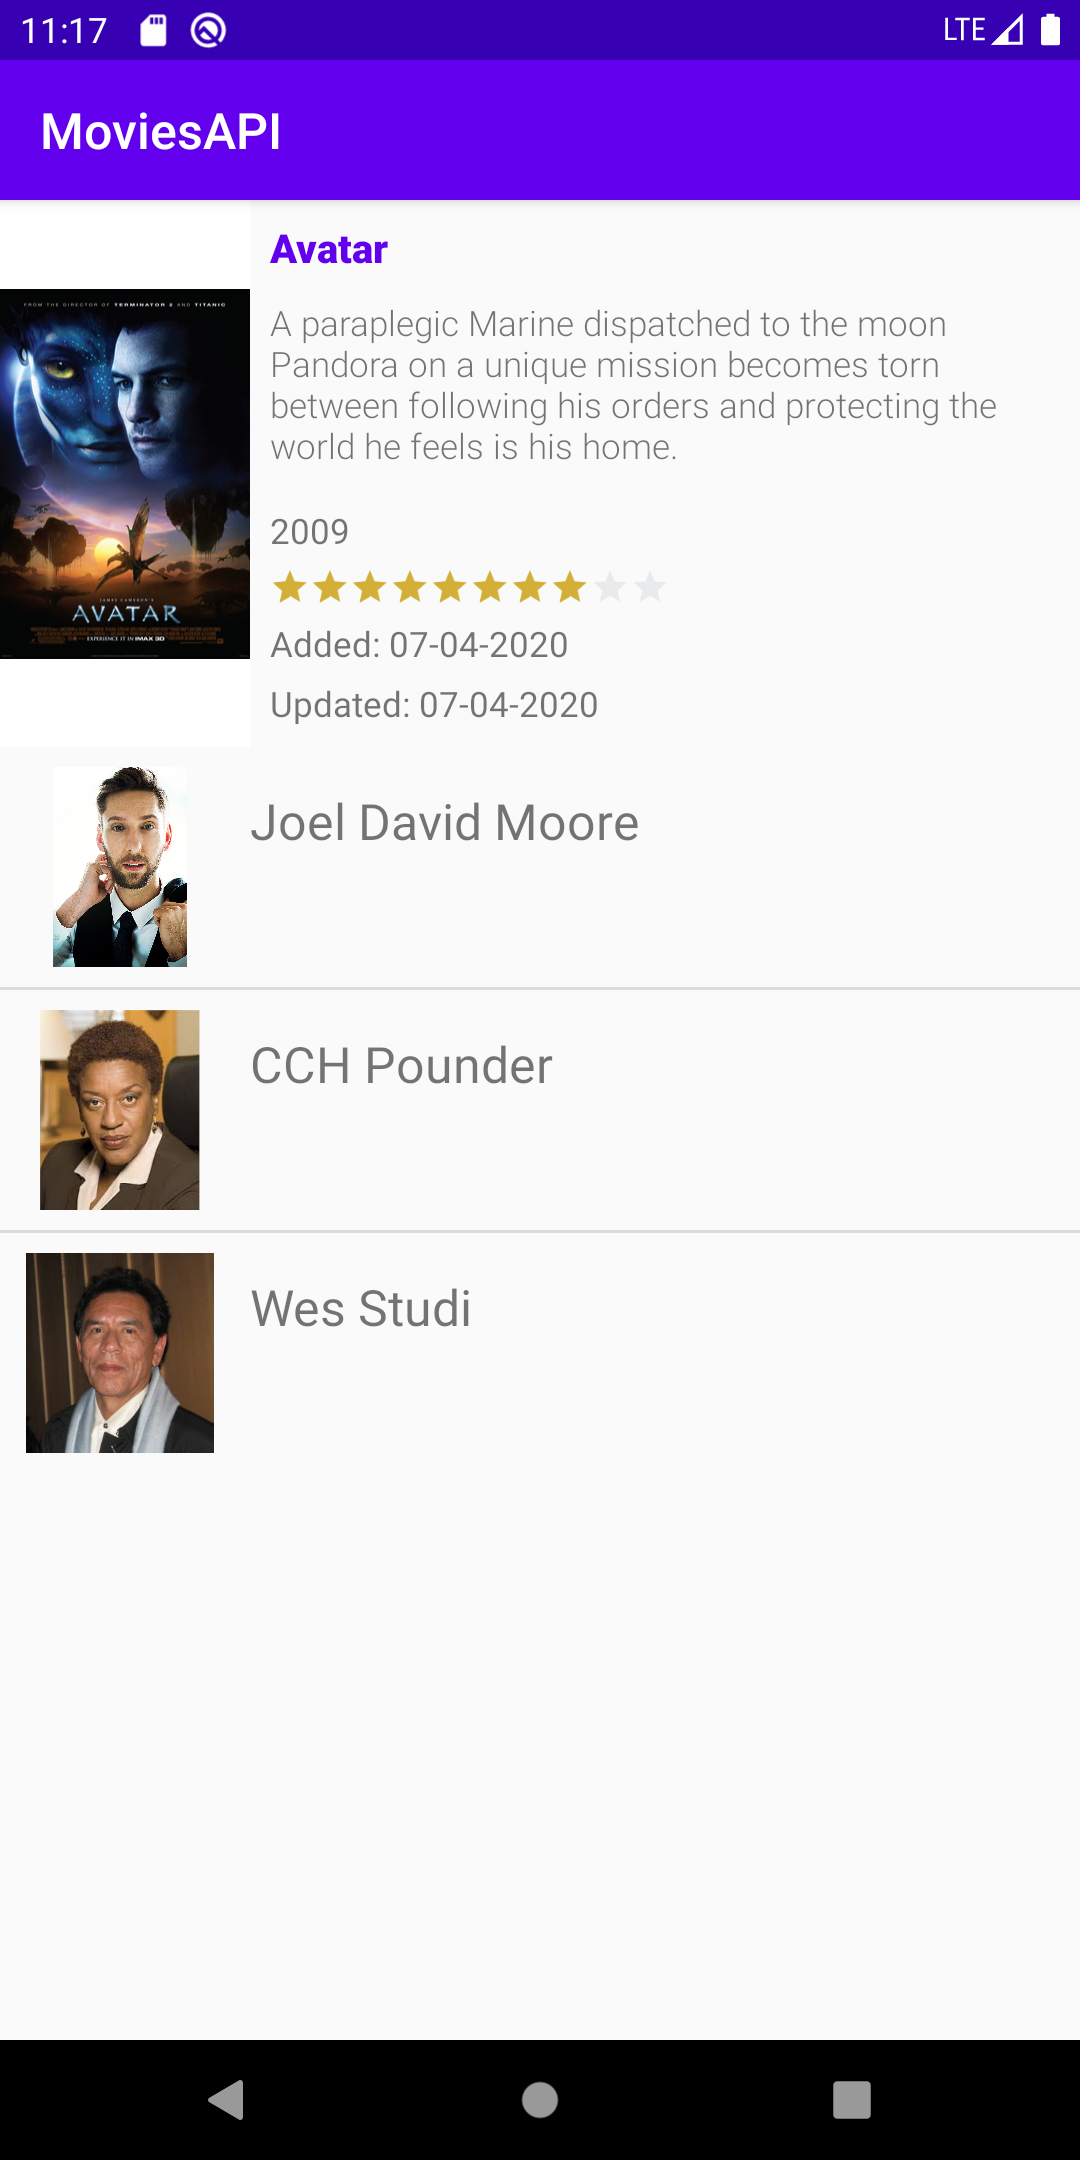 11:17
LTE
MoviesAPI
Avatar
FROM THE DIRECTOR OF TERMINATOR 2 AND TITANIC
A paraplegic Marine dispatched to the moon
Pandora on a unique mission becomes torn
between following his orders and protecting the
world he feels is his home.
2009
JAMES CAMERON'S
AVATAR
EXPERIENCE IT IN IMAX 3D
Added: 07-04-2020
Updated: 07-04-2020
Joel David Moore
CCH Pounder
Wes Studi